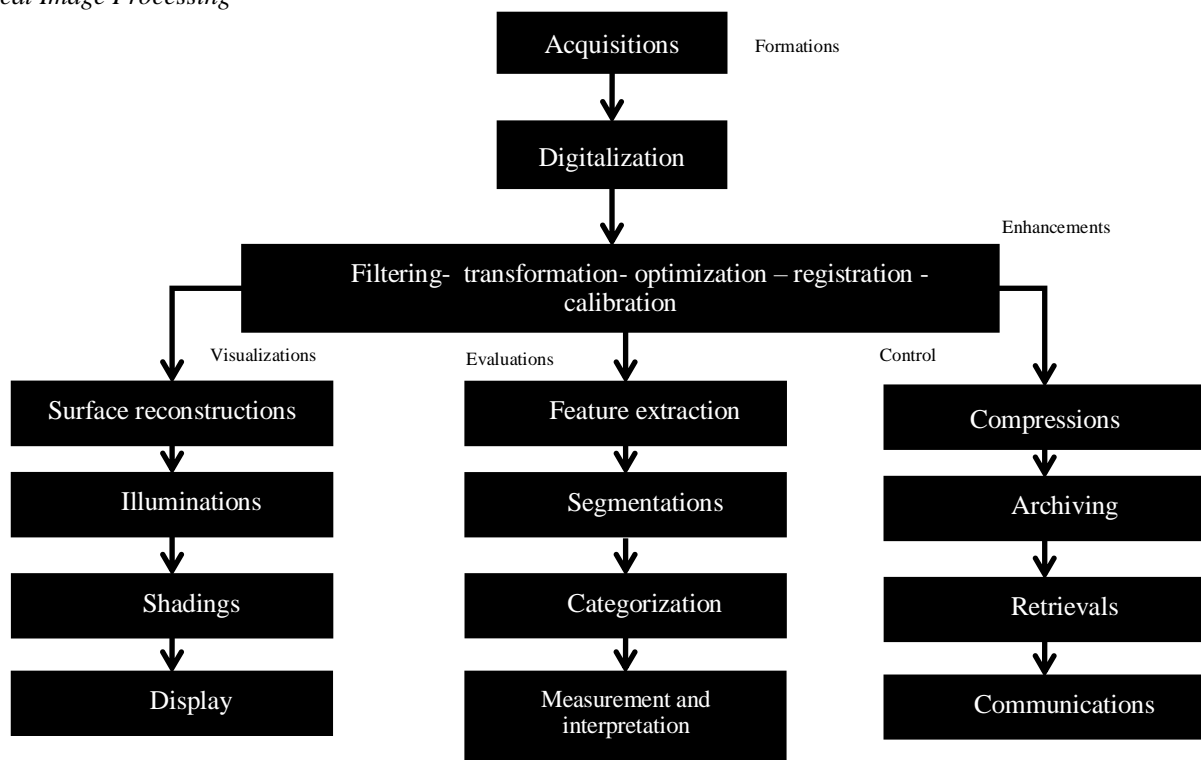 Image Processing
Acquisitions
Formations
Digitalization
Enhancements
Filtering- transformation- optimization – registration -
calibration
Visualizations
Evaluations
Control
Surface reconstructions
Feature extraction
Compressions
Illuminations
Segmentations
Archiving
Shadings
Categorization
Retrievals
Display
Measurement and
interpretation
Communications